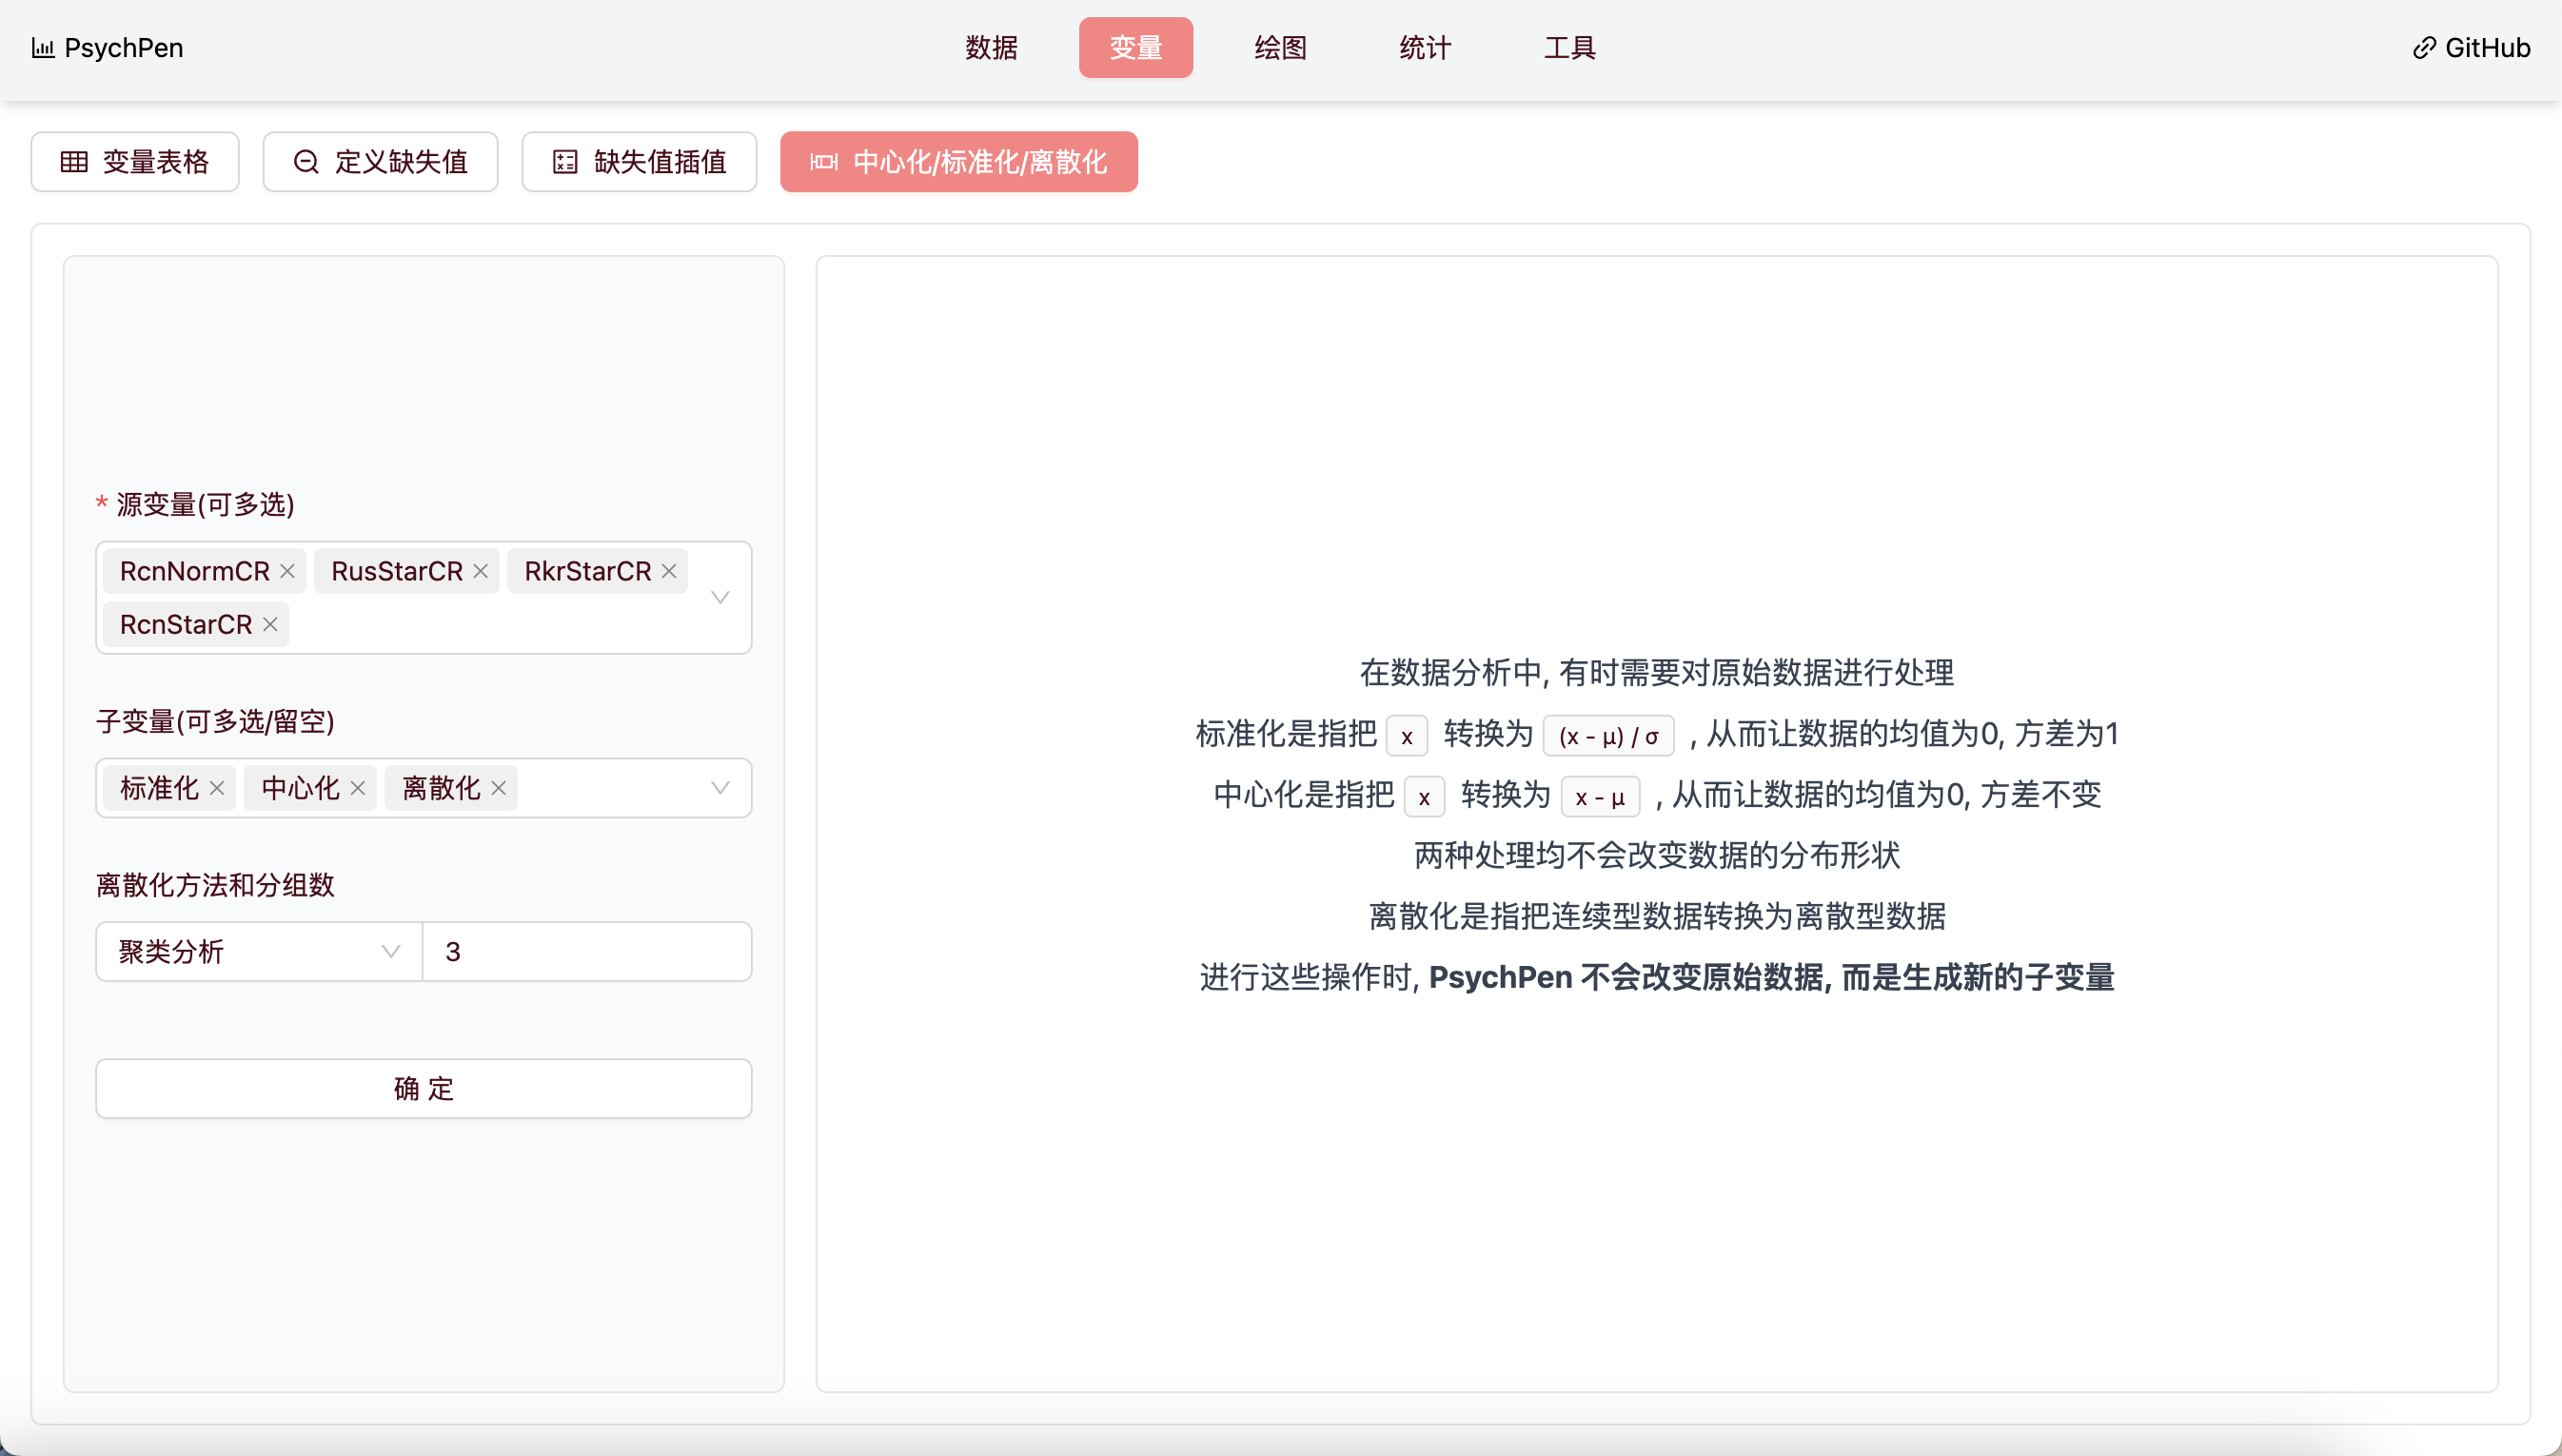 PsychPen
数据 变量 绘图 统计 工具
GitHub
变量表格 定义缺失值 缺失值插值 中心化/标准化/离散化
* 源变量(可多选)
RcnNormCR RusStarCR RkrStarCR
RcnStarCR
子变量(可多选/留空)
标准化 中心化 离散化
离散化方法和分组数
聚类分析 3
确 定
在数据分析中, 有时需要对原始数据进行处理
标准化是指把 x 转换为 (x - μ) / σ , 从而让数据的均值为0, 方差为1
中心化是指把 x 转换为 x - μ , 从而让数据的均值为0, 方差不变
两种处理均不会改变数据的分布形状
离散化是指把连续型数据转换为离散型数据
进行这些操作时, PsychPen 不会改变原始数据, 而是生成新的子变量